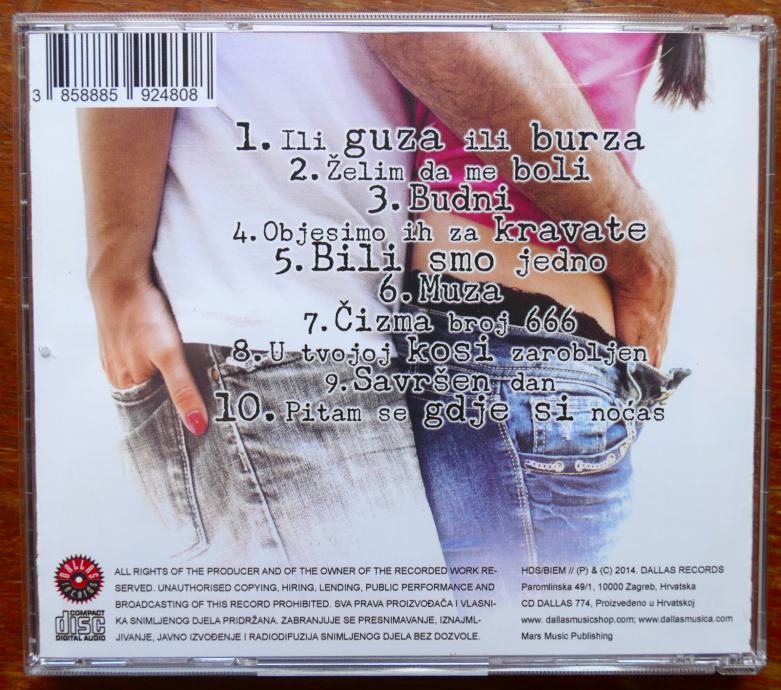 3 858885 924808
1. Ili guza ili burza
2. Želim da me boli
3. Budni
4. Objesimo ih za kravate
5. Bili smo jedno
6. Muza
7. Čizma broj 666
8. U tvojoj kosi zarobljen
9. Savršen dan
10. Pitam se gdje si noćas
DALLAS
RECORDS
COMPACT
disc
DIGITAL AUDIO
ALL RIGHTS OF THE PRODUCER AND OF THE OWNER OF THE RECORDED WORK RE-
SERVED. UNAUTHORISED COPYING, HIRING, LENDING, PUBLIC PERFORMANCE AND
BROADCASTING OF THIS RECORD PROHIBITED. SVA PRAVA PROIZVOĐAČA I VLASNI-
KA SNIMLJENOG DJELA PRIDRŽANA. ZABRANJUJE SE PRESNIMAVANJE, IZNAJML-
JIVANJE, JAVNO IZVOĐENJE I RADIODIFUZIJA SNIMLJENOG DJELA BEZ DOZVOLE.
HDS/BIEM // (P) & (C) 2014. DALLAS RECORDS
Paromlinska 49/1, 10000 Zagreb, Hrvatska
CD DALLAS 774, Proizvedeno u Hrvatskoj
www.dallasmusicshop.com; www.dallasmusica.com
Mars Music Publishing